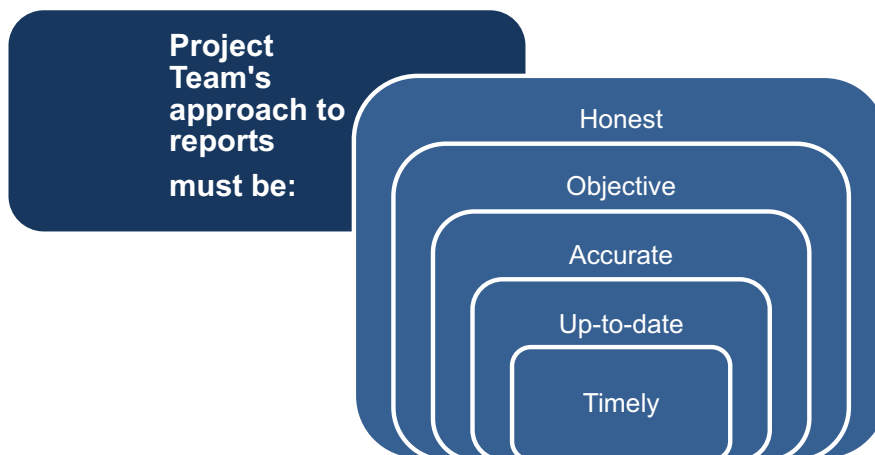 Project
Team's
approach to
reports
must be:
Honest
Objective
Accurate
Up-to-date
Timely